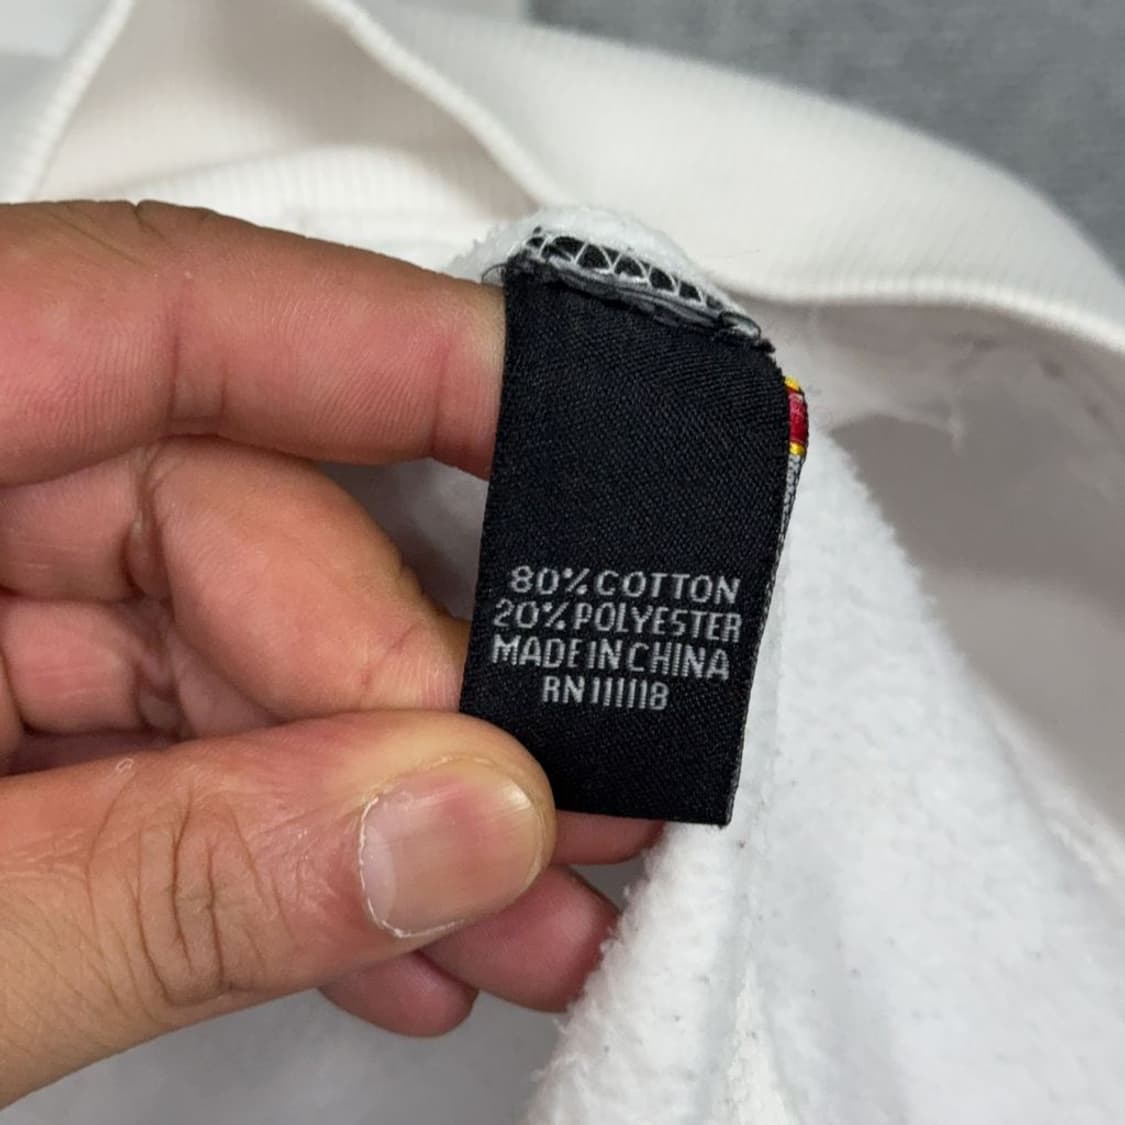 80% COTTON
20% POLYESTER
MADE IN CHINA
RN 111118